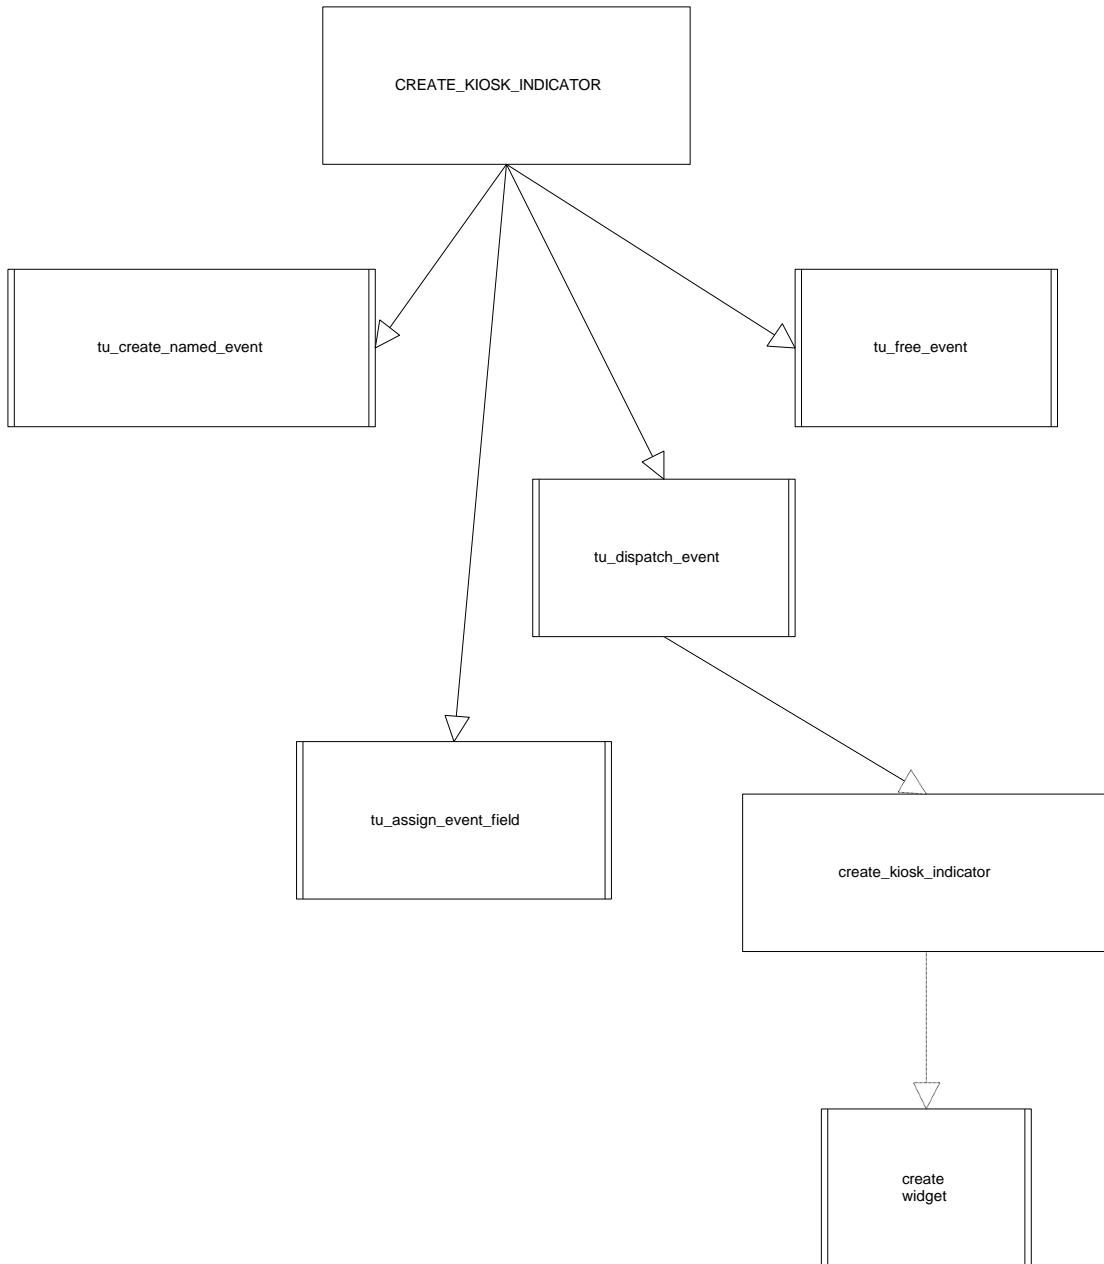 CREATE_KIOSK_INDICATOR
tu_create_named_event
tu_free_event
tu_dispatch_event
tu_assign_event_field
create_kiosk_indicator
create
widget